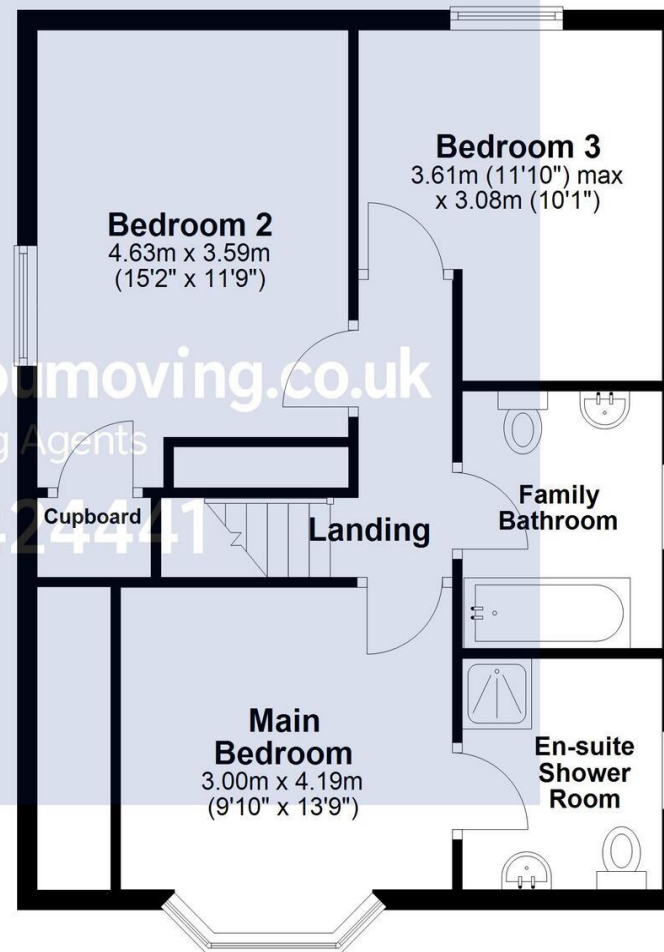 Bedroom 3
3.61m (11'10") max
x 3.08m (10'1")
Bedroom 2
4.63m x 3.59m
(15'2" x 11'9")
oumoving.co.uk
g Agents
Cupboard
424441
Landing
Family
Bathroom
Main
Bedroom
3.00m x 4.19m
(9'10" x 13'9")
En-suite
Shower
Room